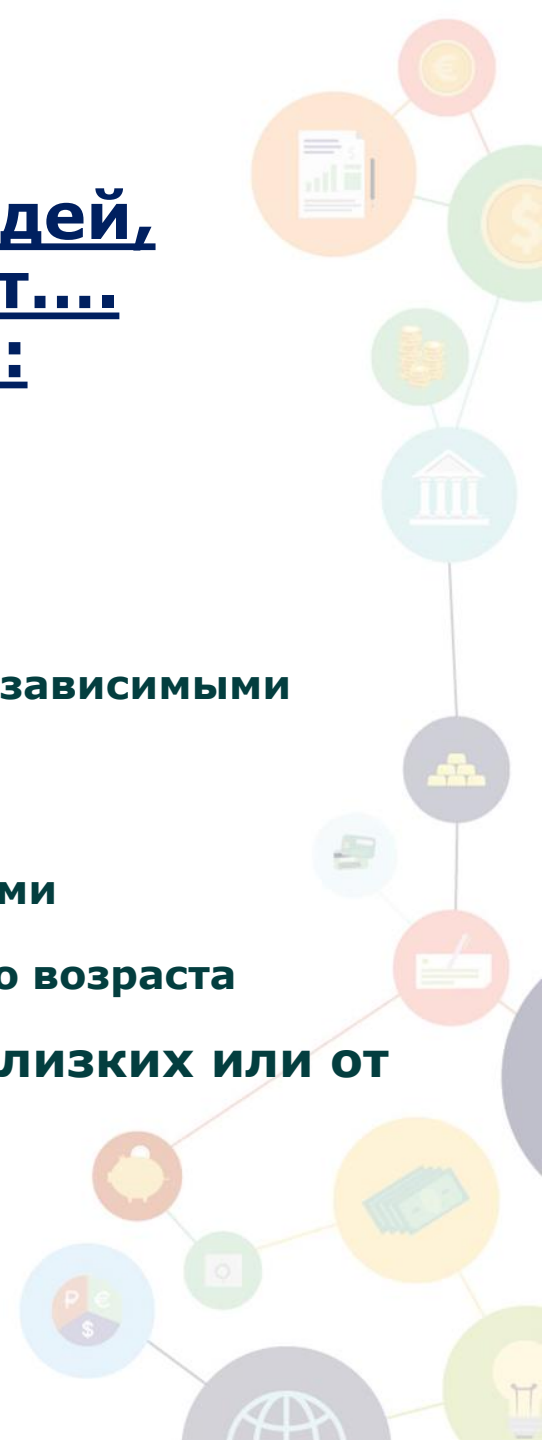 дей,
т....
:
зависимыми
ми
о возраста
лизких или от